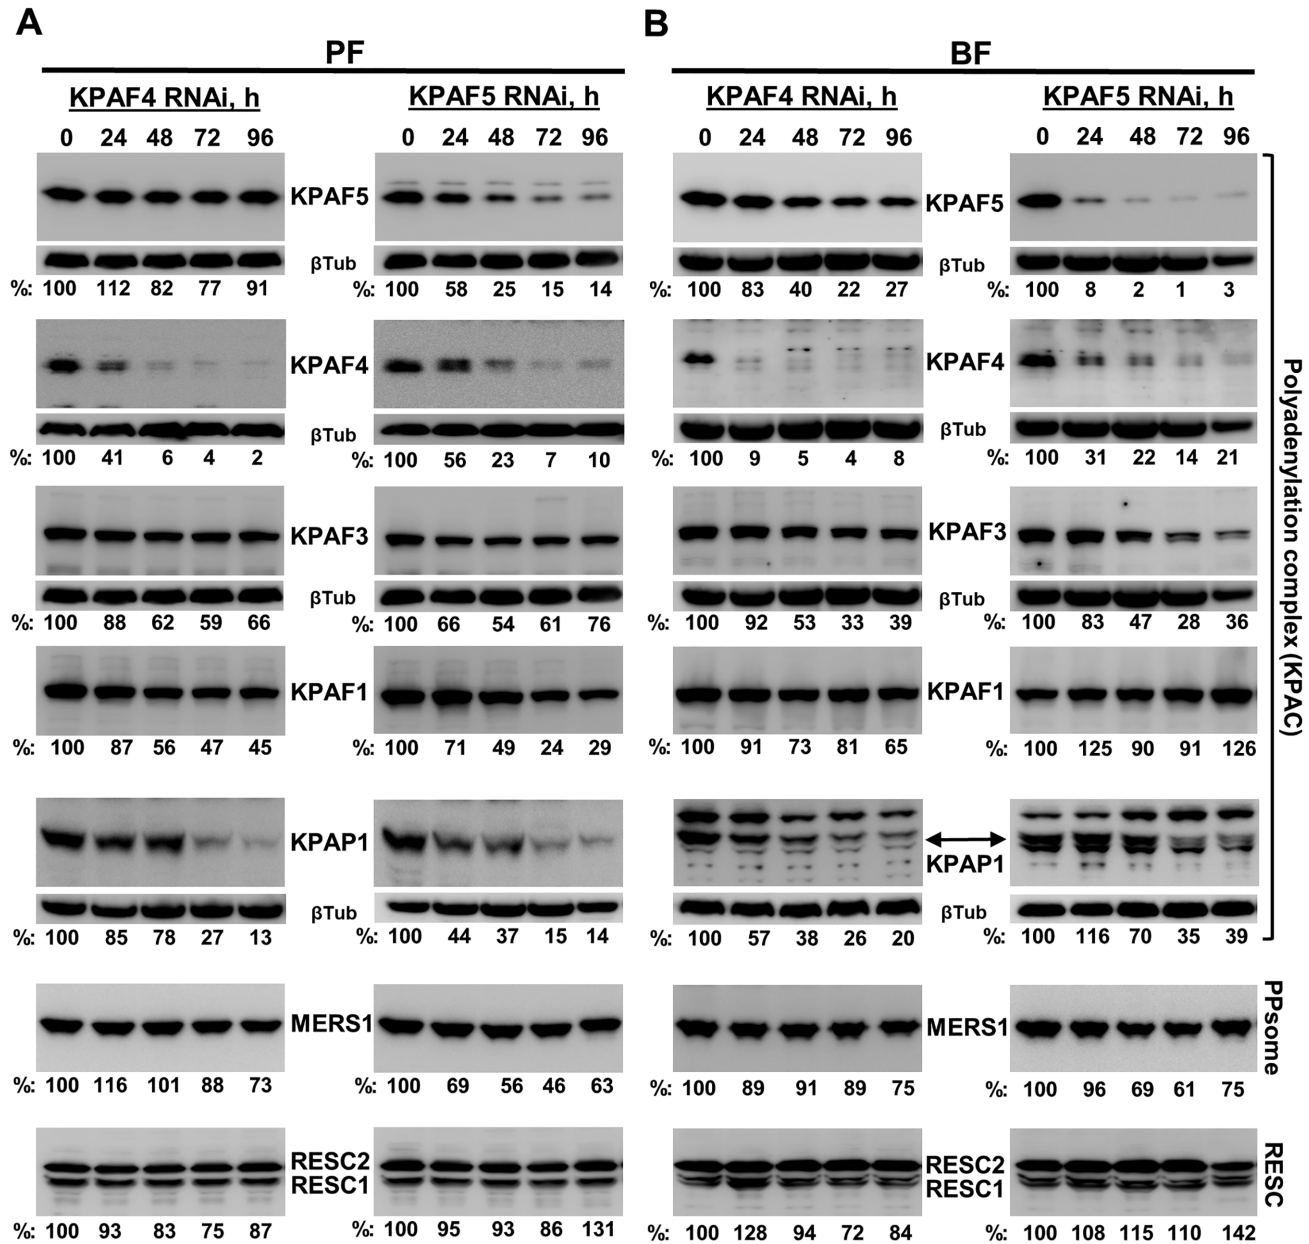 A
B
PF
BF
KPAF4 RNAi, h
KPAF5 RNAi, h
KPAF4 RNAi, h
KPAF5 RNAi, h
0 24 48 72 96
0 24 48 72 96
0 24 48 72 96
0 24 48 72 96
KPAF5
KPAF5
βTub
βTub
%: 100 112 82 77 91
%: 100 58 25 15 14
%: 100 83 40 22 27
%: 100 8 2 1 3
KPAF4
KPAF4
βTub
βTub
%: 100 41 6 4 2
%: 100 56 23 7 10
%: 100 9 5 4 8
%: 100 31 22 14 21
KPAF3
KPAF3
βTub
βTub
%: 100 88 62 59 66
%: 100 66 54 61 76
%: 100 92 53 33 39
%: 100 83 47 28 36
KPAF1
KPAF1
%: 100 87 56 47 45
%: 100 71 49 24 29
%: 100 91 73 81 65
%: 100 125 90 91 126
KPAP1
KPAP1
βTub
βTub
%: 100 85 78 27 13
%: 100 44 37 15 14
%: 100 57 38 26 20
%: 100 116 70 35 39
Polyadenylation complex (KPAC)
MERS1
MERS1
%: 100 116 101 88 73
%: 100 69 56 46 63
%: 100 89 91 89 75
%: 100 96 69 61 75
PPsome
RESC2
RESC1
RESC2
RESC1
%: 100 93 83 75 87
%: 100 95 93 86 131
%: 100 128 94 72 84
%: 100 108 115 110 142
RESC